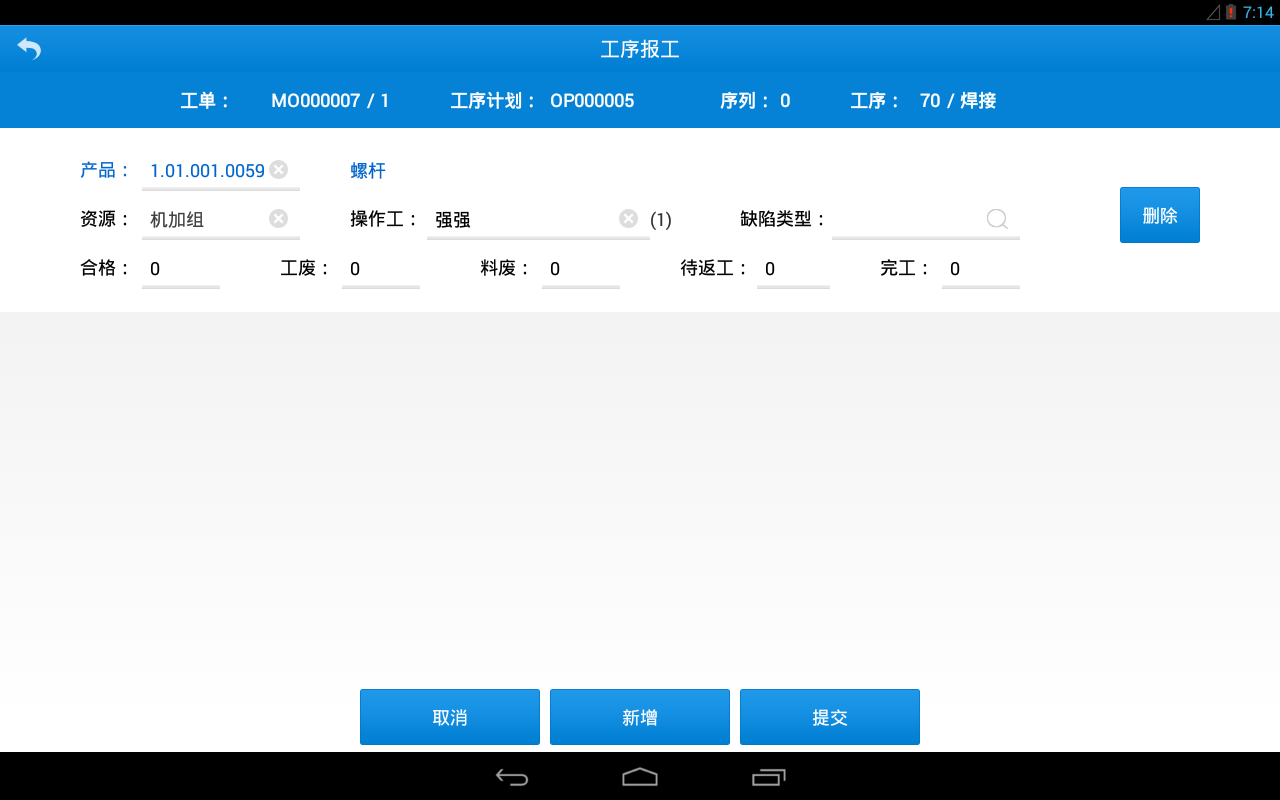 7:14
工序报工
工单： MO000007 / 1 工序计划： OP000005 序列： 0 工序： 70 / 焊接
产品： 1.01.001.0059 螺杆
资源： 机加组 操作工： 强强 (1) 缺陷类型：
删除
合格： 0 工废： 0 料废： 0 待返工： 0 完工： 0
取消 新增 提交